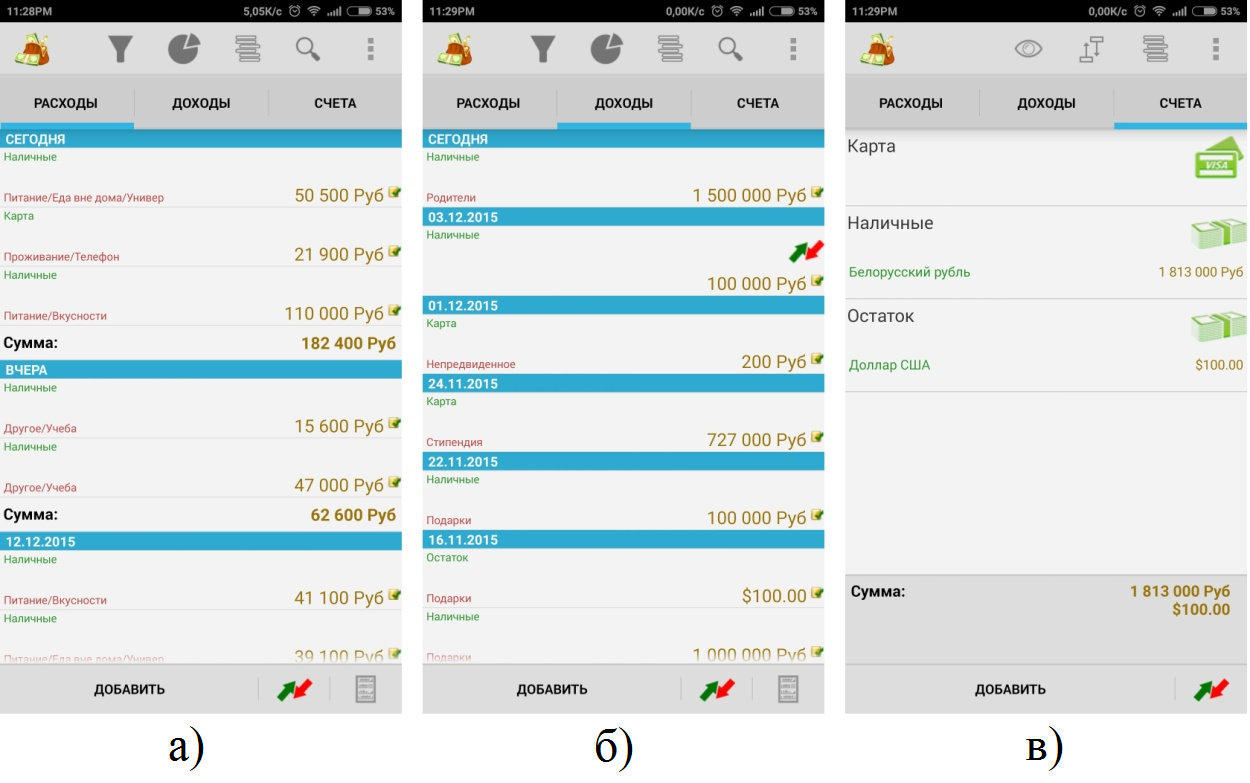 11:28PM 5,05K/c 53%
РАСХОДЫ ДОХОДЫ СЧЕТА
СЕГОДНЯ
Наличные
Питание/Еда вне дома/Универ 50 500 Руб
Карта
Проживание/Телефон 21 900 Руб
Наличные
Питание/Вкусности 110 000 Руб
Сумма: 182 400 Руб
ВЧЕРА
Наличные
Другое/Учеба 15 600 Руб
Наличные
Другое/Учеба 47 000 Руб
Сумма: 62 600 Руб
12.12.2015
Наличные
Питание/Вкусности 41 100 Руб
Наличные
Питание/Еда вне дома/Универ 39 100 Руб
ДОБАВИТЬ
а)
11:29PM 0,00K/c 53%
РАСХОДЫ ДОХОДЫ СЧЕТА
СЕГОДНЯ
Наличные
Родители 1 500 000 Руб
03.12.2015
Наличные
100 000 Руб
01.12.2015
Карта
Непредвиденное 200 Руб
24.11.2015
Карта
Стипендия 727 000 Руб
22.11.2015
Наличные
Подарки 100 000 Руб
16.11.2015
Остаток
Подарки $100.00
Наличные
Подарки 1 000 000 Руб
ДОБАВИТЬ
б)
11:29PM 0,00K/c 53%
РАСХОДЫ ДОХОДЫ СЧЕТА
Карта
VISA
Наличные
Белорусский рубль 1 813 000 Руб
Остаток
Доллар США $100.00
Сумма: 1 813 000 Руб
$100.00
ДОБАВИТЬ
в)